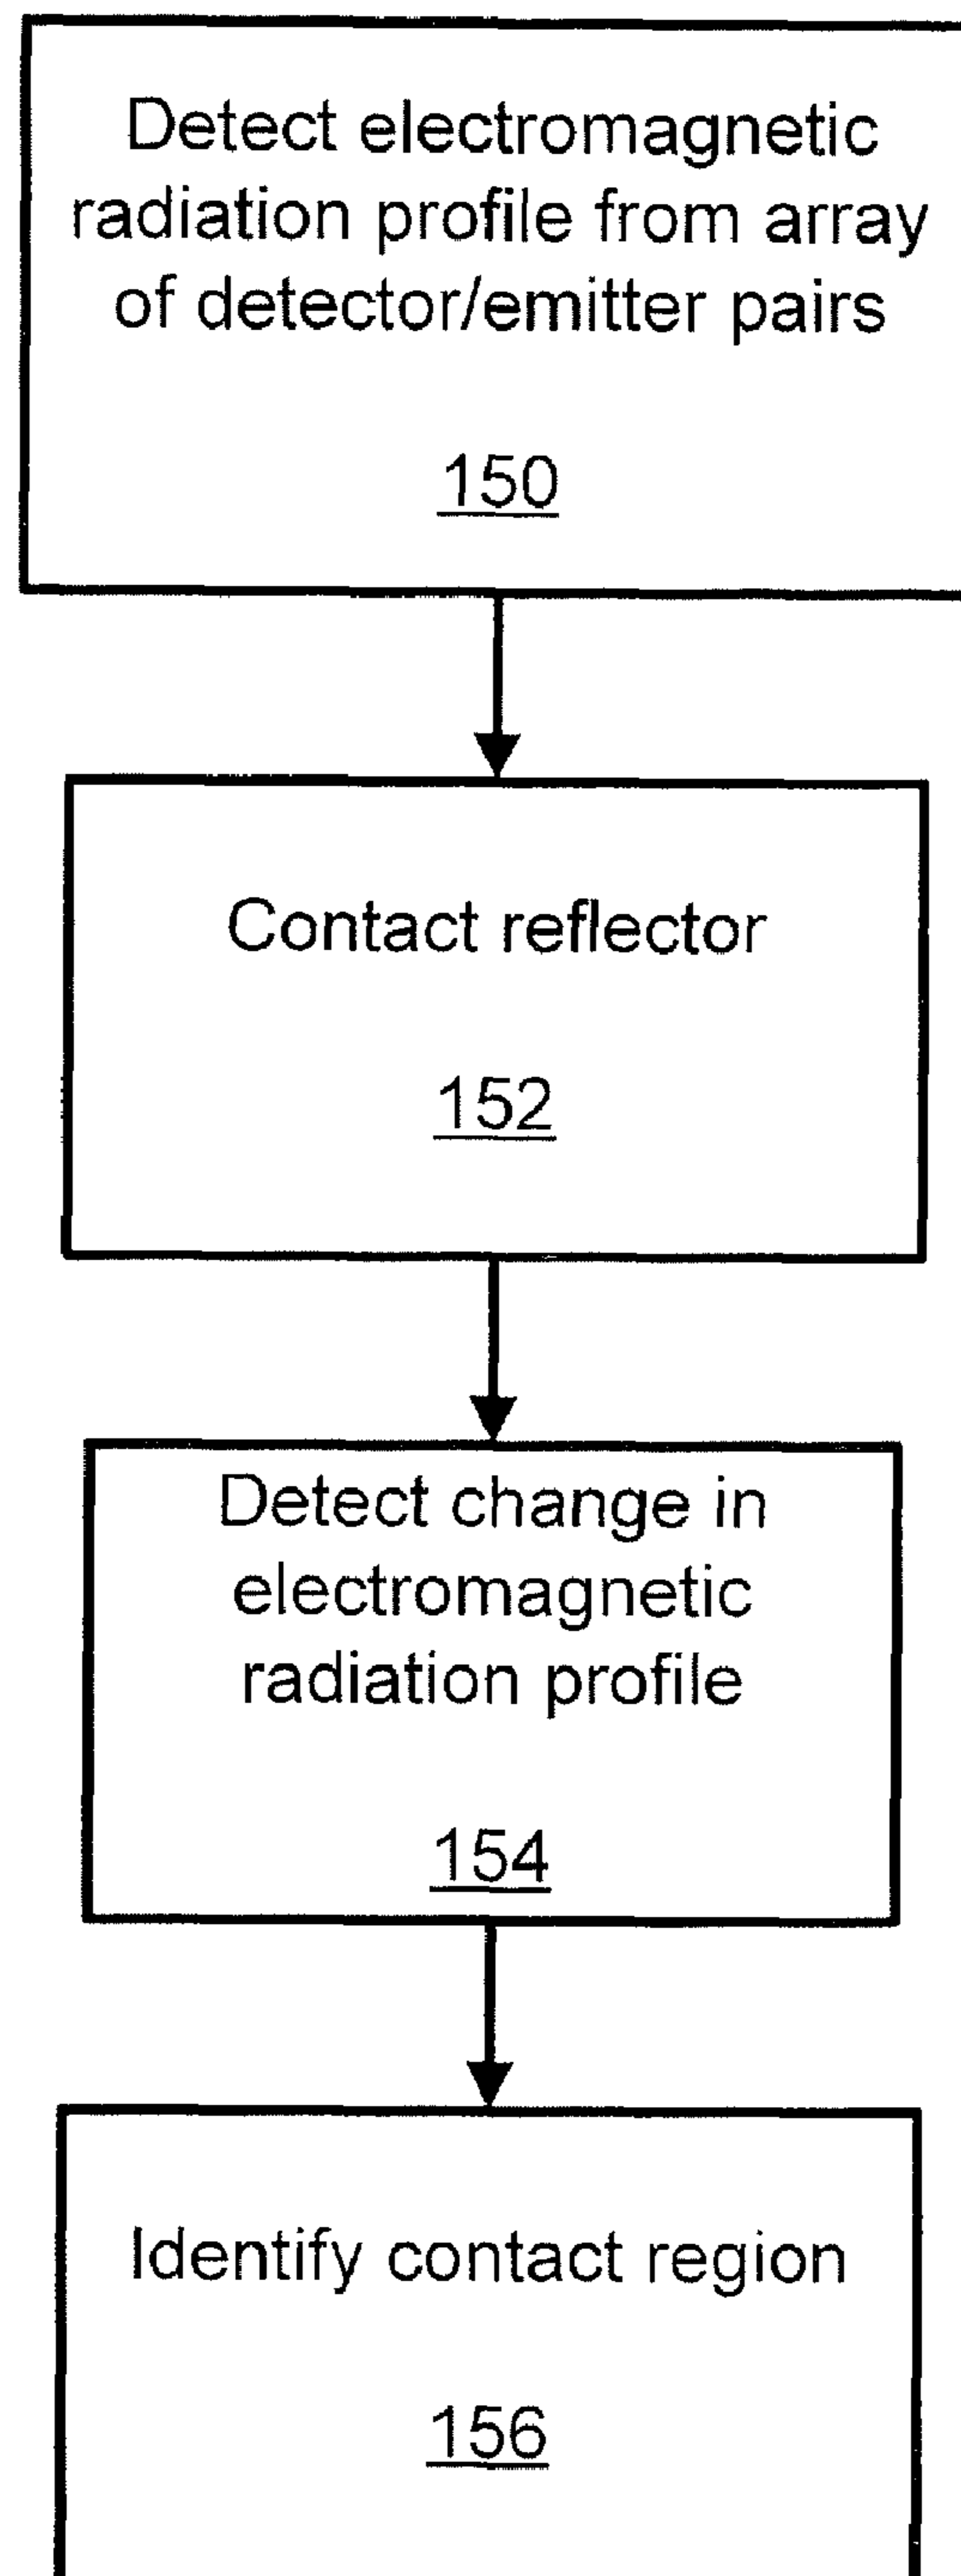 Detect electromagnetic
radiation profile from array
of detector/emitter pairs
150
Contact reflector
152
Detect change in
electromagnetic
radiation profile
154
Identify contact region
156